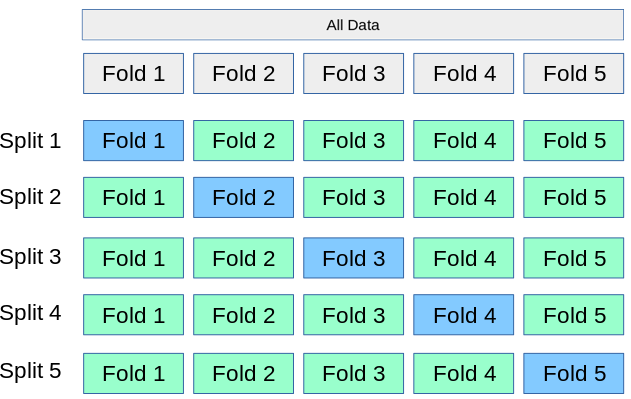 All Data
Fold 1 Fold 2 Fold 3 Fold 4 Fold 5
Split 1 Fold 1 Fold 2 Fold 3 Fold 4 Fold 5
Split 2 Fold 1 Fold 2 Fold 3 Fold 4 Fold 5
Split 3 Fold 1 Fold 2 Fold 3 Fold 4 Fold 5
Split 4 Fold 1 Fold 2 Fold 3 Fold 4 Fold 5
Split 5 Fold 1 Fold 2 Fold 3 Fold 4 Fold 5